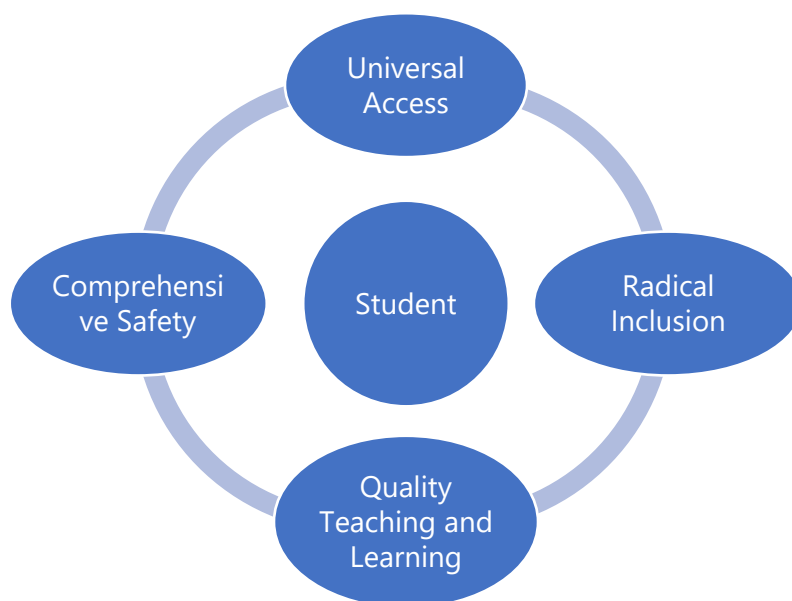 Universal
Access
Comprehensi
ve Safety
Student
Radical
Inclusion
Quality
Teaching and
Learning